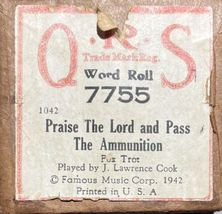 Q R S
Trade Mark Reg.
Word Roll
7755
1042
Praise The Lord and Pass
The Ammunition
Fox Trot
Played by J. Lawrence Cook
© Famous Music Corp. 1942
Printed in U. S. A